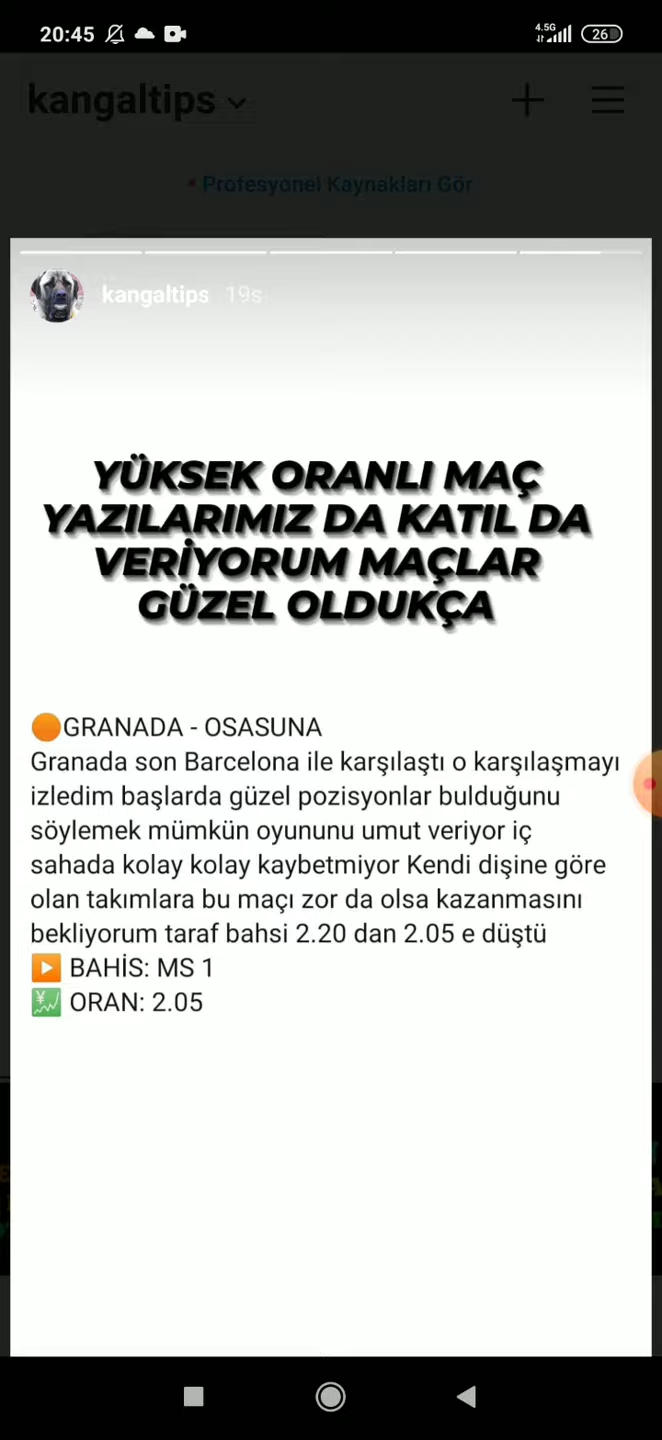 20:45
4.5G
26
kangaltips
Profesyonel Kaynakları Gör
kangaltips 19s
YÜKSEK ORANLI MAÇ
YAZILARIMIZ DA KATIL DA
VERİYORUM MAÇLAR
GÜZEL OLDUKÇA
🟠GRANADA - OSASUNA
Granada son Barcelona ile karşılaştı o karşılaşmayı
izledim başlarda güzel pozisyonlar bulduğunu
söylemek mümkün oyununu umut veriyor iç
sahada kolay kolay kaybetmiyor Kendi dişine göre
olan takımlara bu maçı zor da olsa kazanmasını
bekliyorum taraf bahsi 2.20 dan 2.05 e düştü
▶️ BAHİS: MS 1
💹 ORAN: 2.05